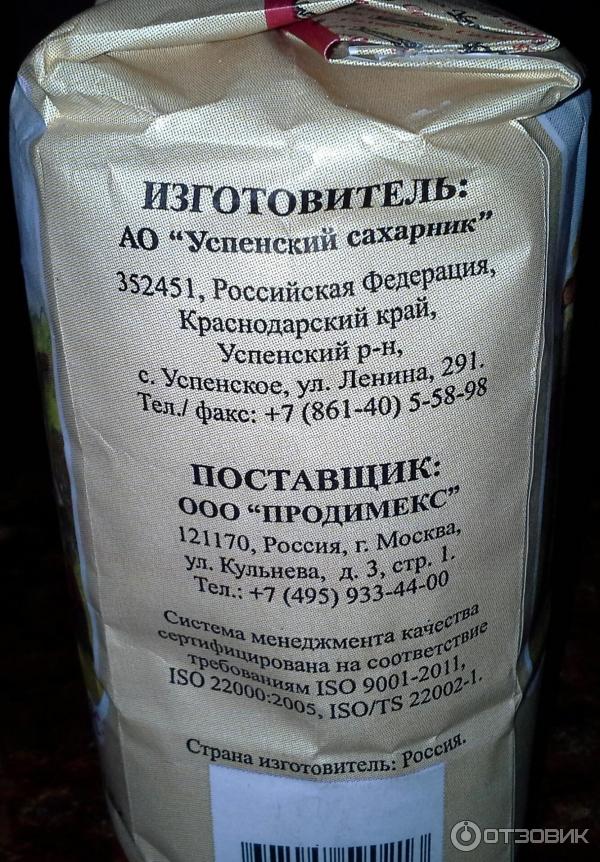 ИЗГОТОВИТЕЛЬ:
АО “Успенский сахарник”
352451, Российская Федерация,
Краснодарский край,
Успенский р-н,
с. Успенское, ул. Ленина, 291.
Тел./ факс: +7 (861-40) 5-58-98
ПОСТАВЩИК:
ООО “ПРОДИМЕКС”
121170, Россия, г. Москва,
ул. Кульнева, д. 3, стр. 1.
Тел.: +7 (495) 933-44-00
Система менеджмента качества
сертифицирована на соответствие
требованиям ISO 9001-2011,
ISO 22000:2005, ISO/TS 22002-1.
Страна изготовитель: Россия.
ОТЗОВИК